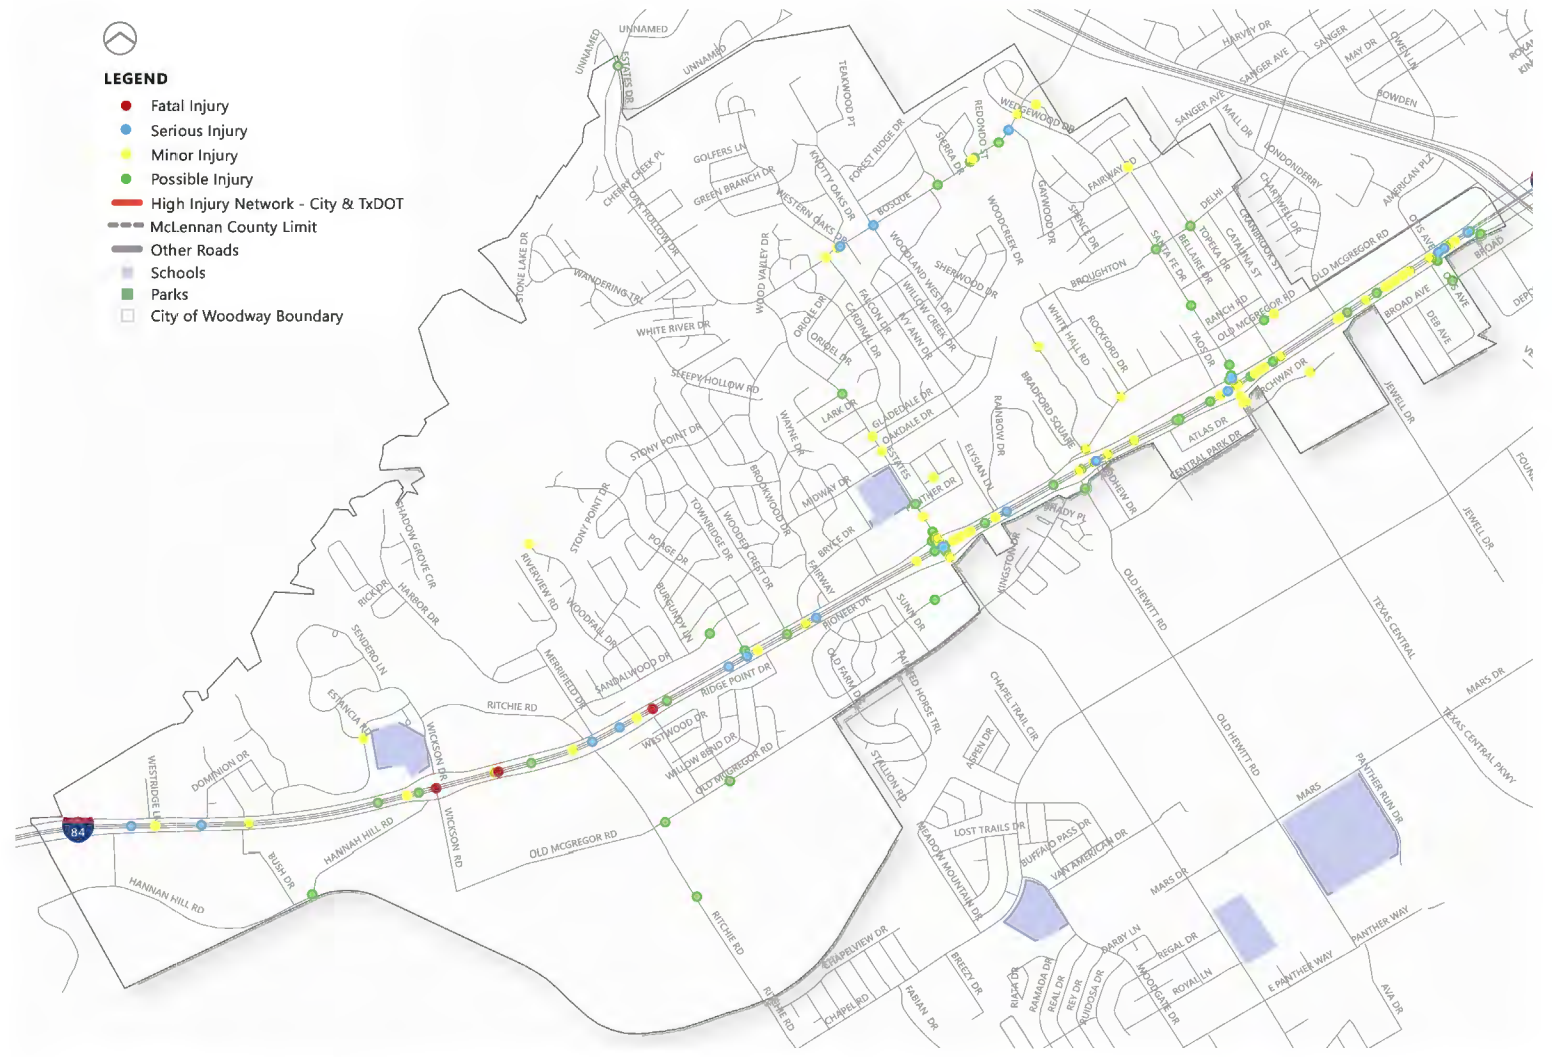 LEGEND
Fatal Injury
Serious Injury
Minor Injury
Possible Injury
High Injury Network - City & TxDOT
McLennan County Limit
Other Roads
Schools
Parks
City of Woodway Boundary
UNNAMED
UNNAMED
UNNAMED
ESTATES DR
TEAKWOOD PT
HARVEY DR
SANGER
MAY DR
OWEN LN
SANGER AVE
BOWDEN
SANGER AVE
MALL DR
LONDONDERRY
AMERICAN PLZ
CHARTWELL DR
WEDGEWOOD DR
REDONDO ST
SIERRA DR
FOREST RIDGE DR
KNOTTY OAKS DR
GOLFERS LN
GREEN BRANCH DR
WESTERN OAKS DR
CHERRY CREEK PL
OAK HOLLOW DR
BOSQUE
FAIRWAY RD
GAYWOOD DR
SPENCE DR
DELHI
CRANBROOK ST
CATALINA ST
TOPEKA DR
BELLAIRE DR
SANTA FE DR
OLD MCGREGOR RD
OTIS AVE
BROAD
BROAD AVE
DEB AVE
STONE LAKE DR
WANDERING TRL
WOOD VALLEY DR
WOODLAND WEST DR
WOODCREEK DR
SHERWOOD DR
WILLOW CREEK DR
IVY ANN DR
FALCON DR
CARDINAL DR
ORIOLE DR
ORIOEL DR
BROUGHTON
RANCH RD
OLD MCGREGOR RD
TAOS DR
WHITE HALL RD
ROCKFORD DR
WHITE RIVER DR
SLEEPY HOLLOW RD
LARK DR
GLADEDALE DR
OAKDALE DR
ESTATES
RAINBOW DR
BRADFORD SQUARE
ELYSIAN LN
ARCHWAY DR
JEWELL DR
ATLAS DR
CENTRAL PARK DR
WAYNE DR
STONY POINT DR
STONY POINT DR
BROOKWOOD DR
MIDWAY DR
BRYCE DR
TOWNRIDGE DR
WOODED CREST DR
POAGE DR
BURGUNDY LN
FAIRWAY
PIONEER DR
SUNNI DR
KINGSTON DR
OLD HEWITT RD
JEWELL DR
TEXAS CENTRAL
MARS DR
TEXAS CENTRAL PKWY
SHADOW GROVE CIR
HARBOR DR
RICK DR
SENDERO LN
ESTANCIA RD
RIVERVIEW RD
WOODFALL DR
MERRIFIELD DR
SANDALWOOD DR
RIDGE POINT DR
RITCHIE RD
WESTWOOD DR
WILLOW BEND DR
OLD MCGREGOR RD
OLD FARM DR
STALLION RD
CHAPEL TRAIL CIR
ASPEN DR
OLD HEWITT RD
WICKSON DR
DOMINION DR
84
HANNAH HILL RD
BUSH DR
HANNAN HILL RD
WICKSON RD
OLD MCGREGOR RD
LOST TRAILS DR
BUFFALO PASS DR
VAN AMERICAN DR
MEADOW MOUNTAIN DR
MARS
PANTHER RUN DR
MARS DR
RITCHIE RD
RITCHIE RD
CHAPELVIEW DR
CHAPEL RD
FABIAN DR
BREEZY DR
RIATA DR
RAMADA DR
REAL DR
REY DR
RUIDOSA DR
DARBY LN
REGAL DR
ROYAL LN
WOODGATE DR
E PANTHER WAY
PANTHER WAY
AVA DR